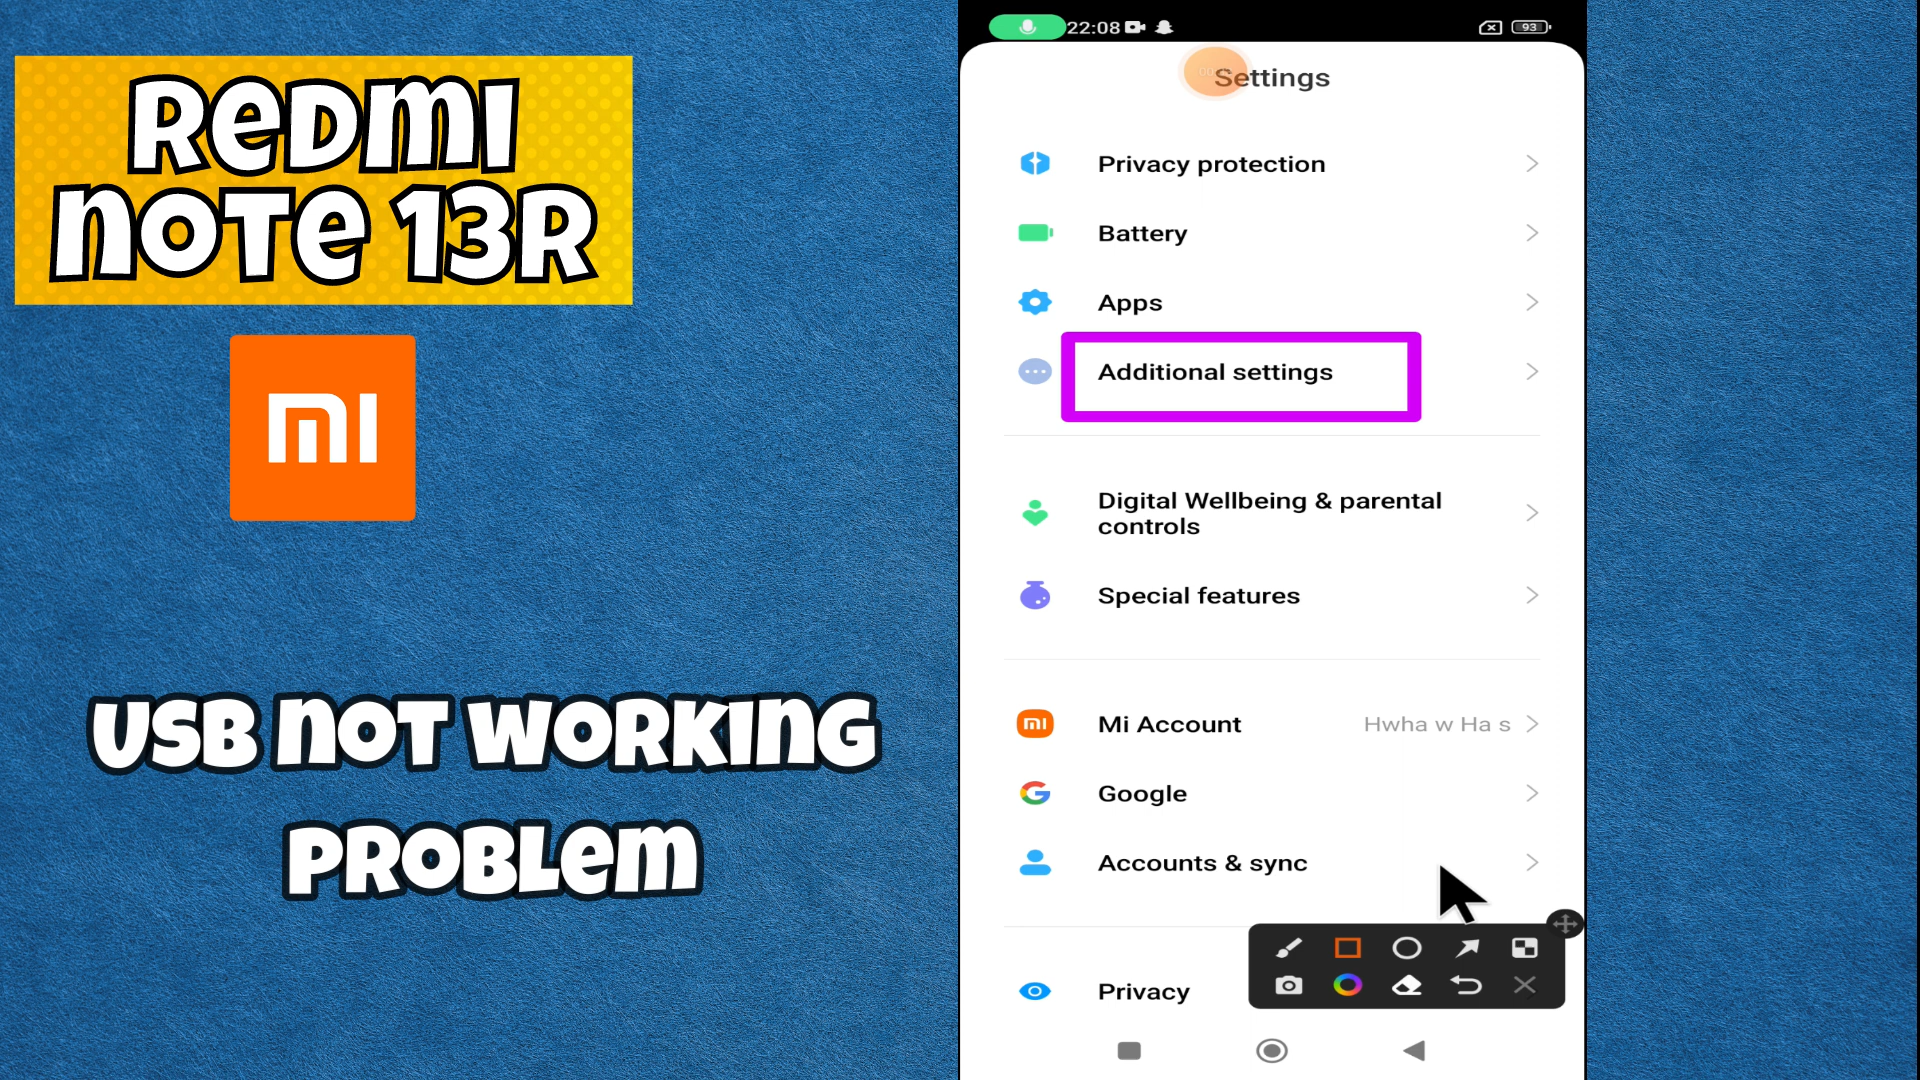 Redmi
note 13R
mi
USB not working
problem
22:08
93
Settings
Privacy protection
Battery
Apps
Additional settings
Digital Wellbeing & parental
controls
Special features
mi
Mi Account
Hwha w Ha s
Google
Accounts & sync
Privacy